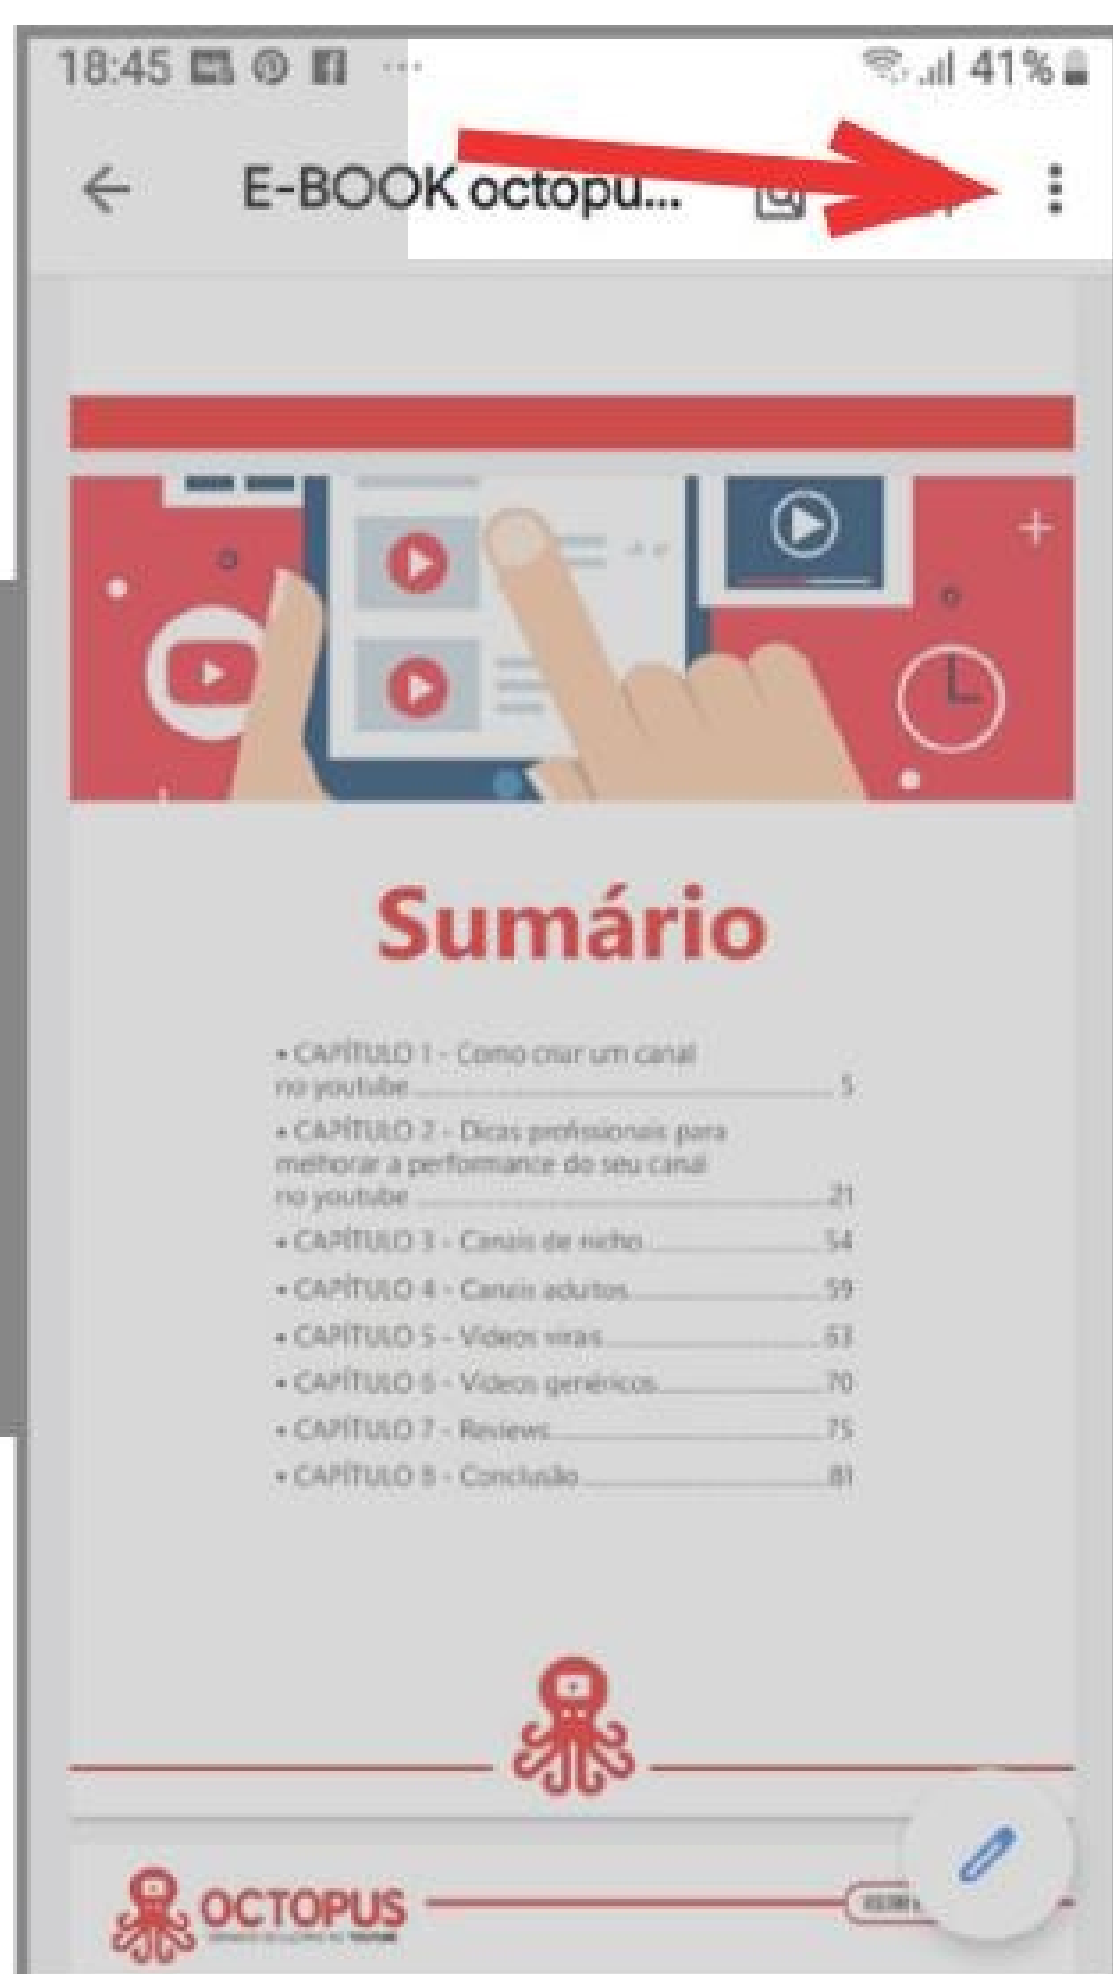 18:45
41%
E-BOOK octopu...
Sumário
• CAPÍTULO 1 - Como criar um canal
no youtube 5
• CAPÍTULO 2 - Dicas profissionais para
melhorar a performance do seu canal
no youtube 21
• CAPÍTULO 3 - Canais de nicho 54
• CAPÍTULO 4 - Canais adultos 59
• CAPÍTULO 5 - Vídeos virais 63
• CAPÍTULO 6 - Vídeos genéricos 70
• CAPÍTULO 7 - Reviews 75
• CAPÍTULO 8 - Conclusão 81
OCTOPUS
YOUTUBE